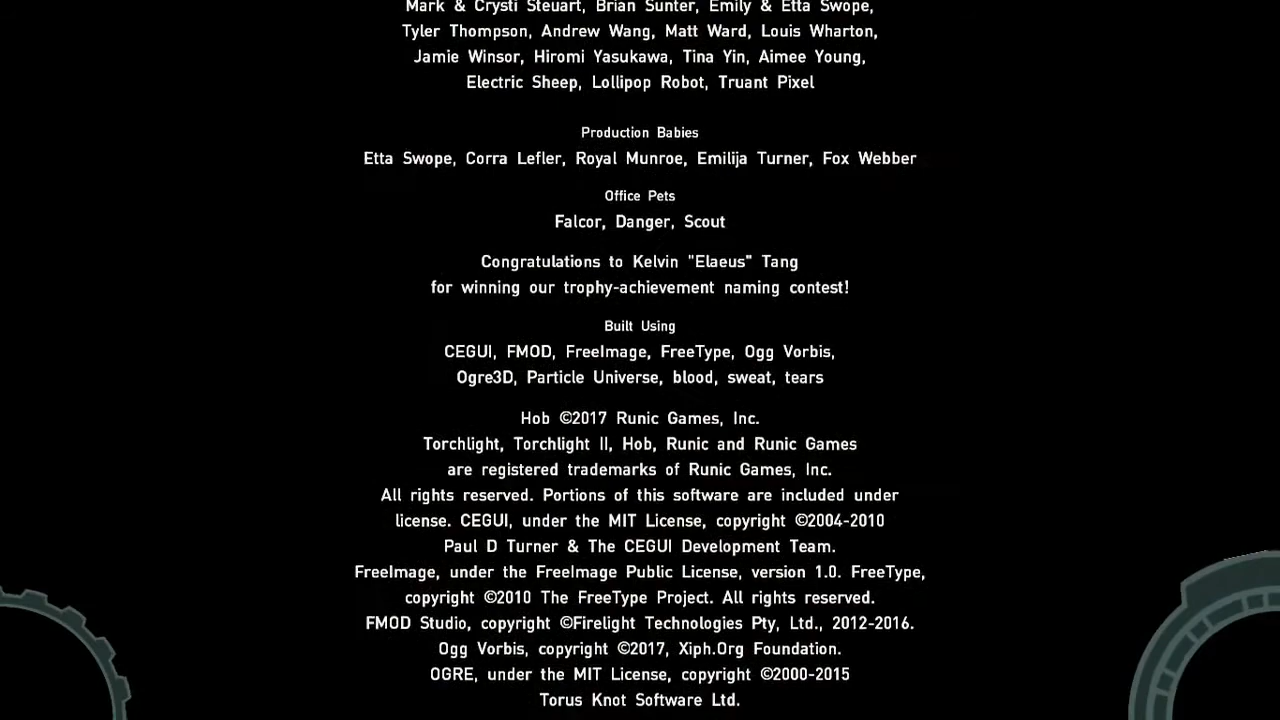 Mark & Crysti Steuart, Brian Sunter, Emily & Etta Swope,
Tyler Thompson, Andrew Wang, Matt Ward, Louis Wharton,
Jamie Winsor, Hiromi Yasukawa, Tina Yin, Aimee Young,
Electric Sheep, Lollipop Robot, Truant Pixel
Production Babies
Etta Swope, Corra Lefler, Royal Munroe, Emilija Turner, Fox Webber
Office Pets
Falcor, Danger, Scout
Congratulations to Kelvin "Elaeus" Tang
for winning our trophy-achievement naming contest!
Built Using
CEGUI, FMOD, FreeImage, FreeType, Ogg Vorbis,
Ogre3D, Particle Universe, blood, sweat, tears
Hob ©2017 Runic Games, Inc.
Torchlight, Torchlight II, Hob, Runic and Runic Games
are registered trademarks of Runic Games, Inc.
All rights reserved. Portions of this software are included under
license. CEGUI, under the MIT License, copyright ©2004-2010
Paul D Turner & The CEGUI Development Team.
FreeImage, under the FreeImage Public License, version 1.0. FreeType,
copyright ©2010 The FreeType Project. All rights reserved.
FMOD Studio, copyright ©Firelight Technologies Pty, Ltd., 2012-2016.
Ogg Vorbis, copyright ©2017, Xiph.Org Foundation.
OGRE, under the MIT License, copyright ©2000-2015
Torus Knot Software Ltd.